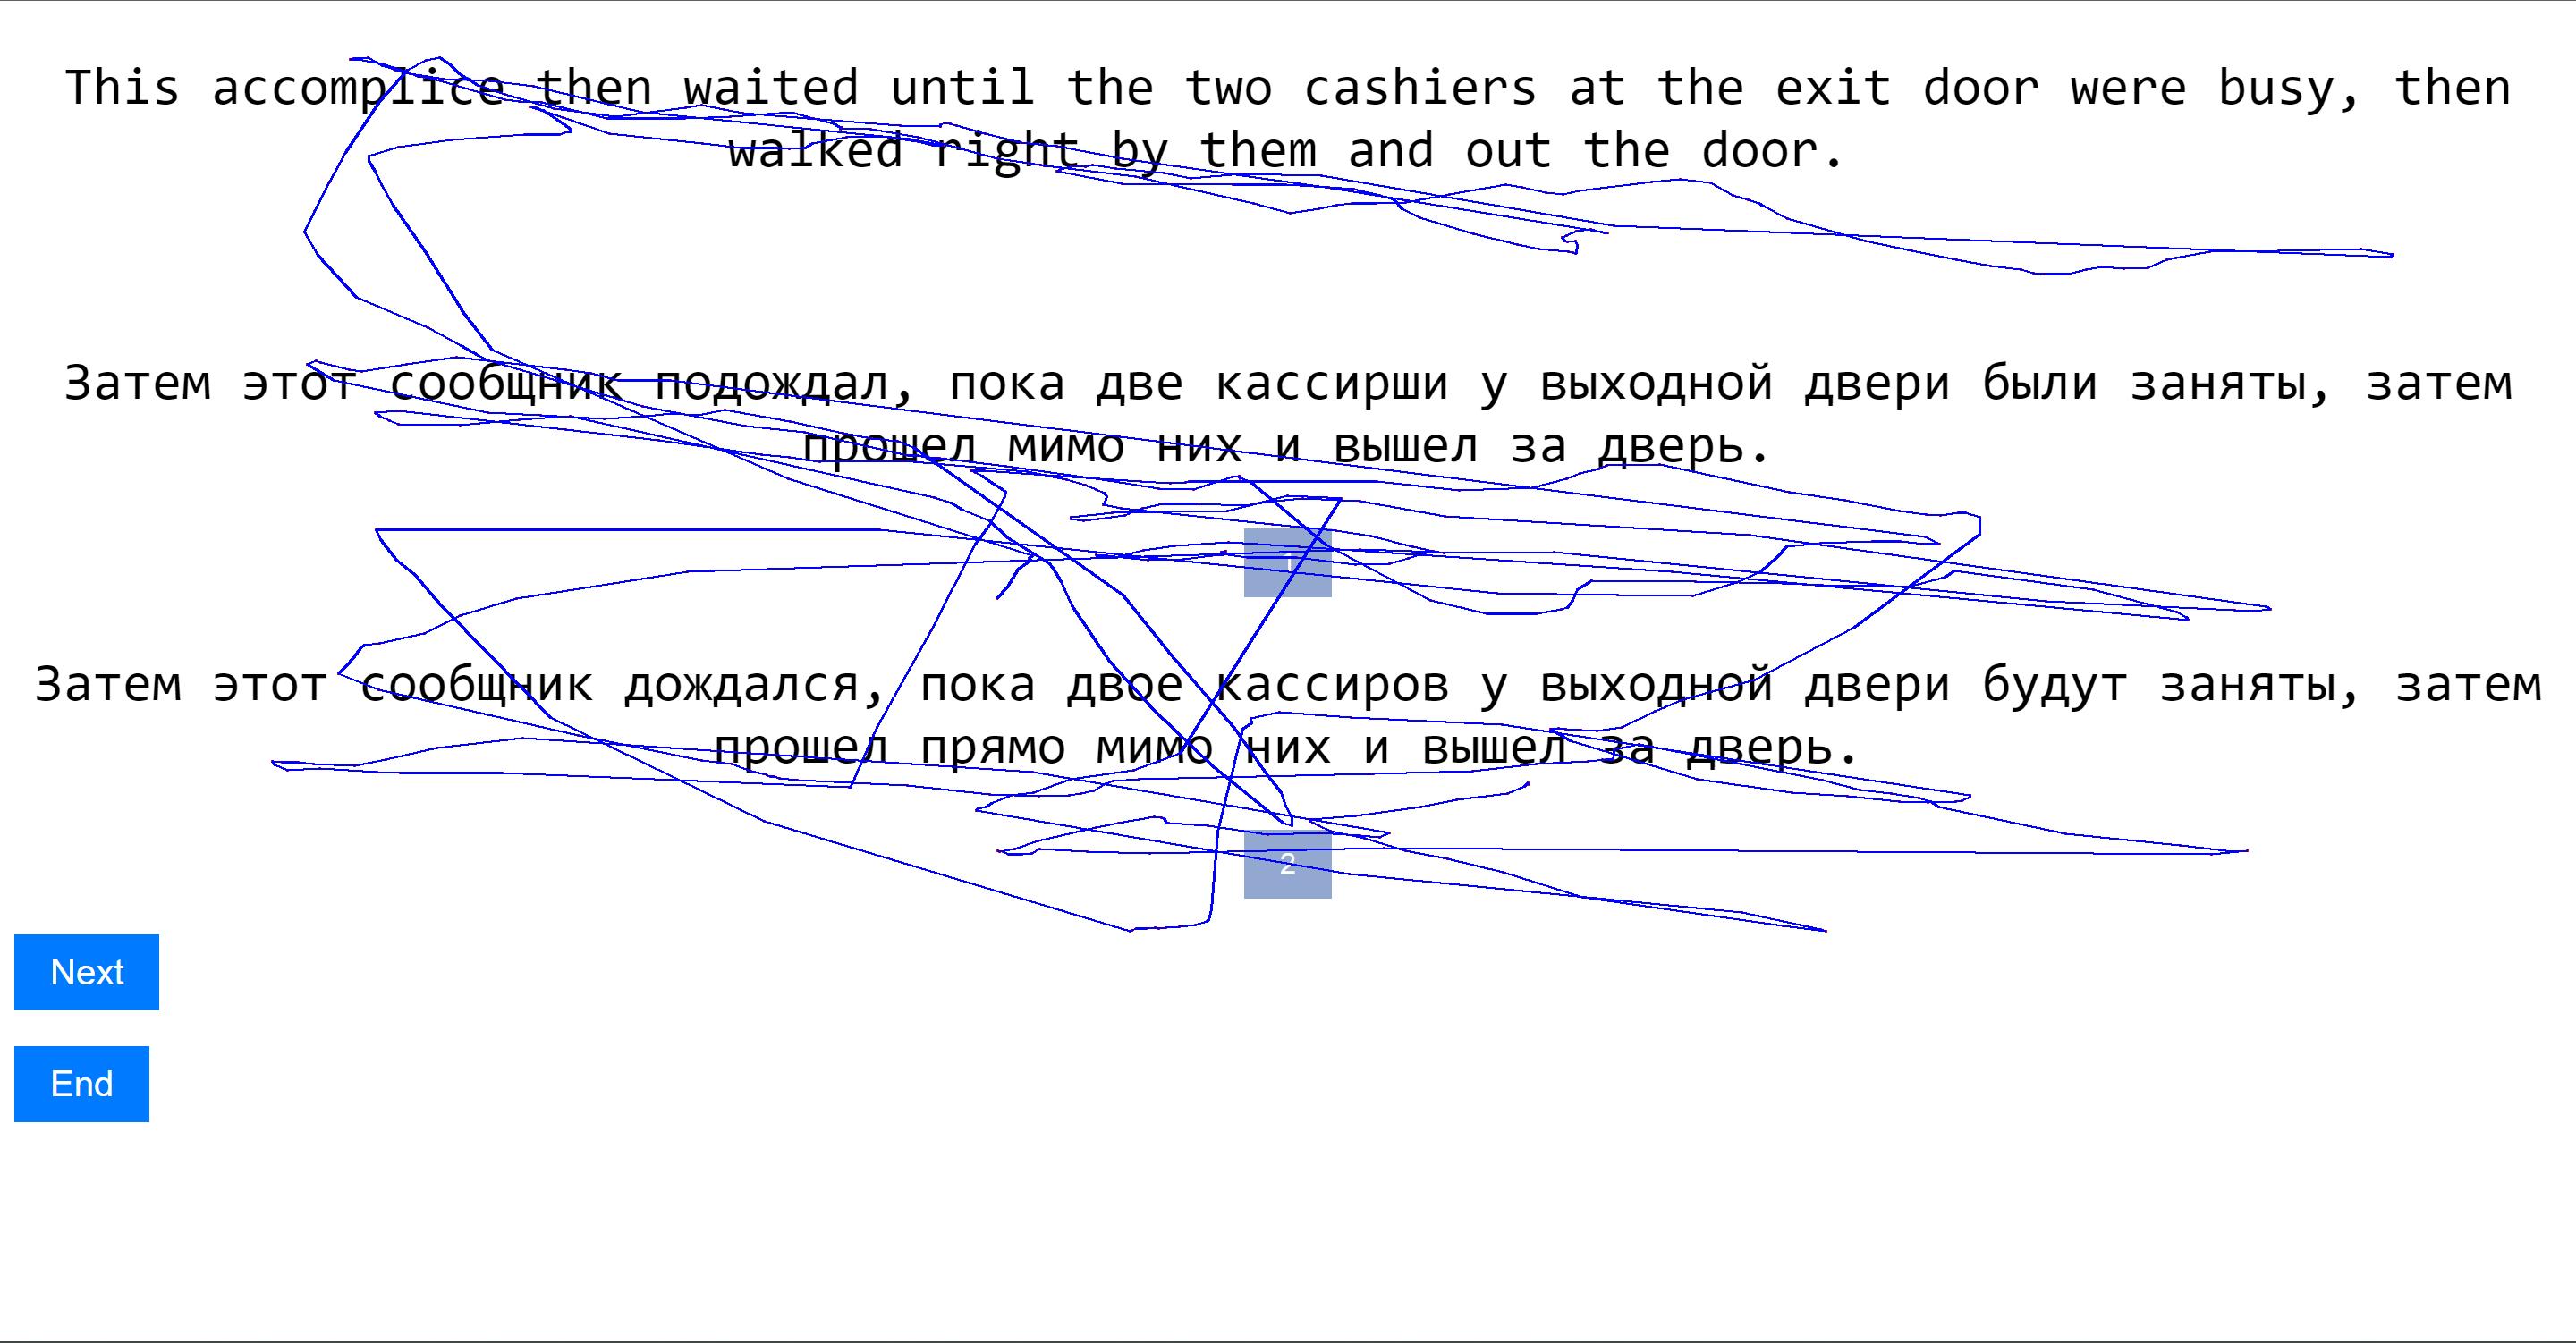 This accomplice then waited until the two cashiers at the exit door were busy, then
walked right by them and out the door.
Затем этот сообщник подождал, пока две кассирши у выходной двери были заняты, затем
прошел мимо них и вышел за дверь.
1
Затем этот сообщник дождался, пока двое кассиров у выходной двери будут заняты, затем
прошел прямо мимо них и вышел за дверь.
2
Next
End